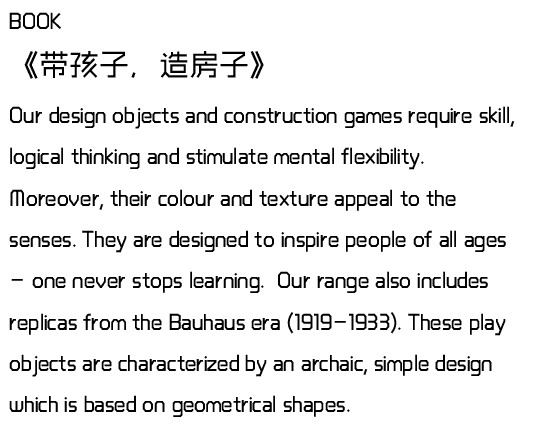 BOOK
《带孩子，造房子》
Our design objects and construction games require skill,
logical thinking and stimulate mental flexibility.
Moreover, their colour and texture appeal to the
senses. They are designed to inspire people of all ages
– one never stops learning. Our range also includes
replicas from the Bauhaus era (1919–1933). These play
objects are characterized by an archaic, simple design
which is based on geometrical shapes.